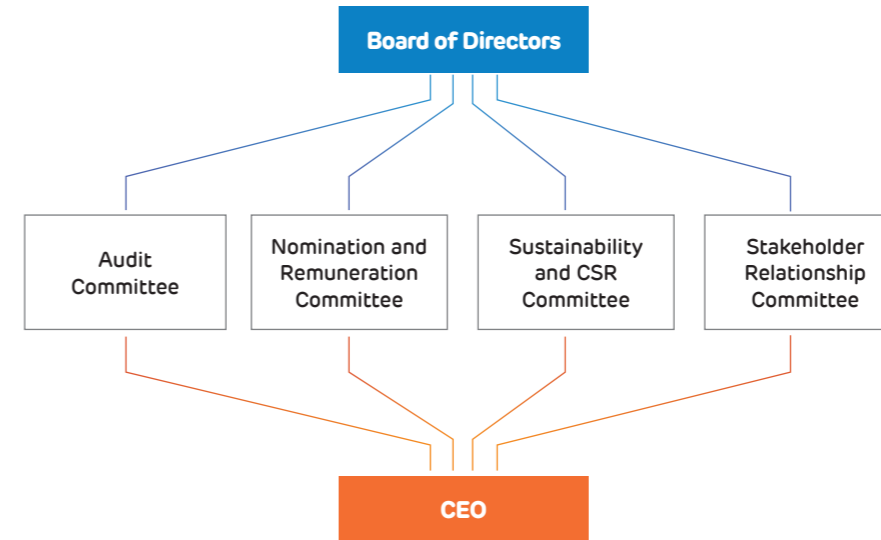 Board of Directors
Audit
Committee
Nomination and
Remuneration
Committee
Sustainability
and CSR
Committee
Stakeholder
Relationship
Committee
CEO